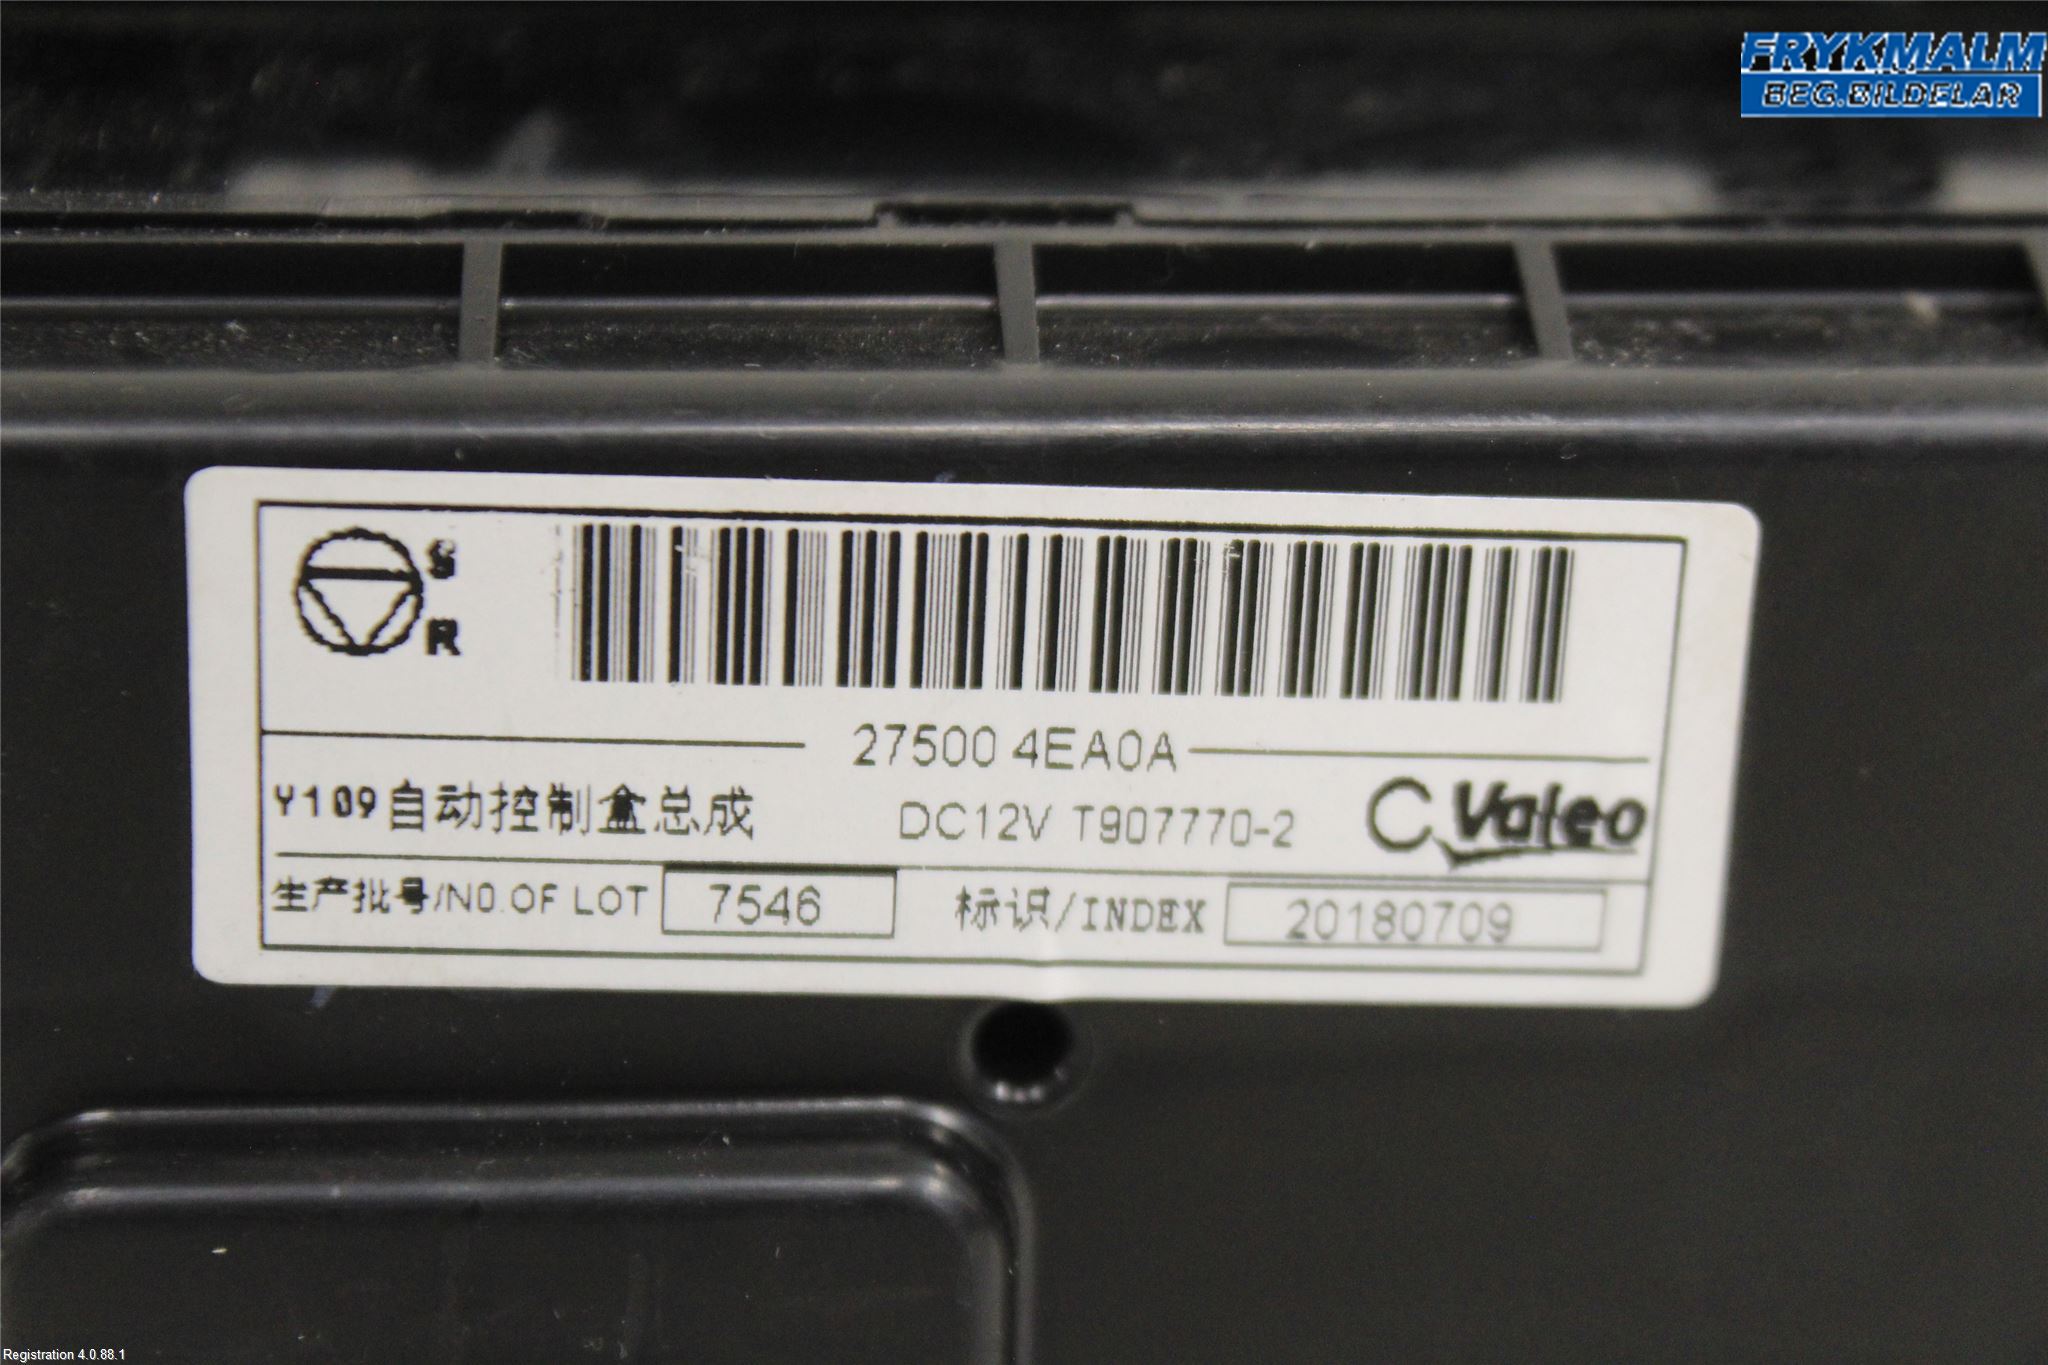 FRYKMALM
BEG.BILDELAR
S
R
27500 4EA0A
Y109自动控制盒总成 DC12V T907770-2 C Valeo
生产批号/NO.OF LOT 7546 标识/INDEX 20180709
Registration 4.0.88.1